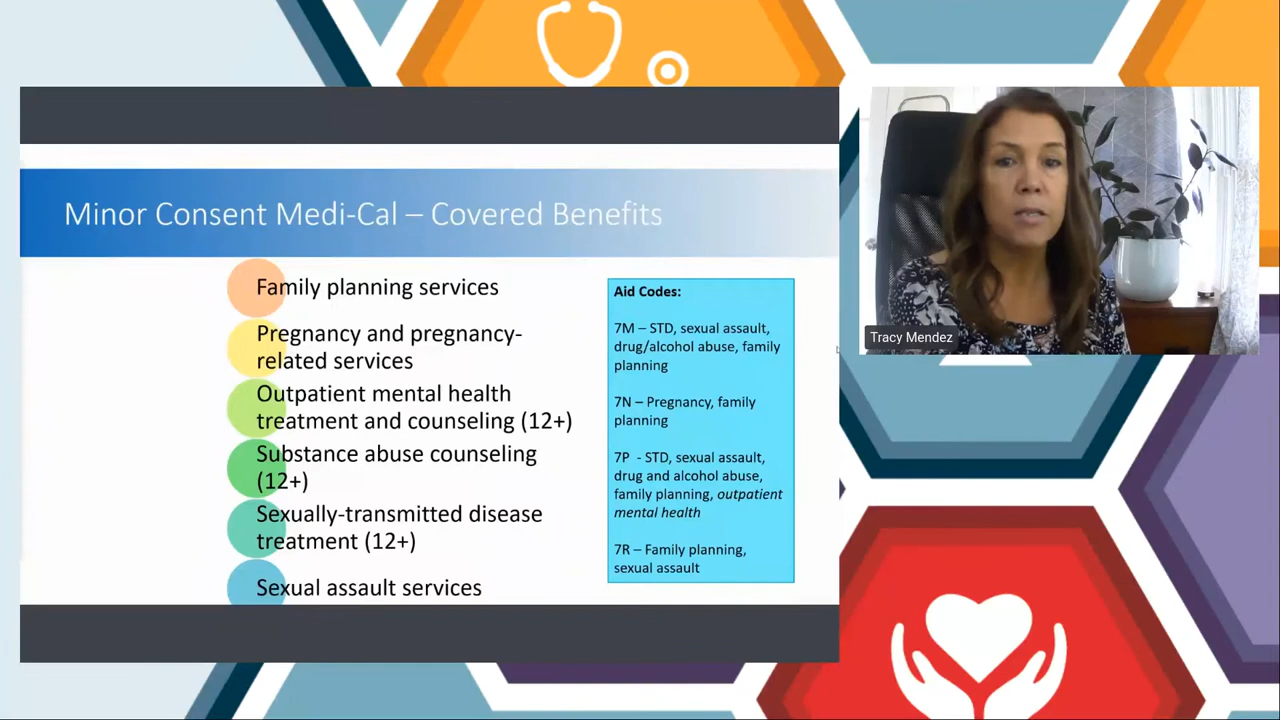 Minor Consent Medi-Cal – Covered Benefits
Family planning services
Pregnancy and pregnancy-
related services
Outpatient mental health
treatment and counseling (12+)
Substance abuse counseling
(12+)
Sexually-transmitted disease
treatment (12+)
Sexual assault services
Aid Codes:
7M – STD, sexual assault,
drug/alcohol abuse, family
planning
7N – Pregnancy, family
planning
7P - STD, sexual assault,
drug and alcohol abuse,
family planning, outpatient
mental health
7R – Family planning,
sexual assault
Tracy Mendez